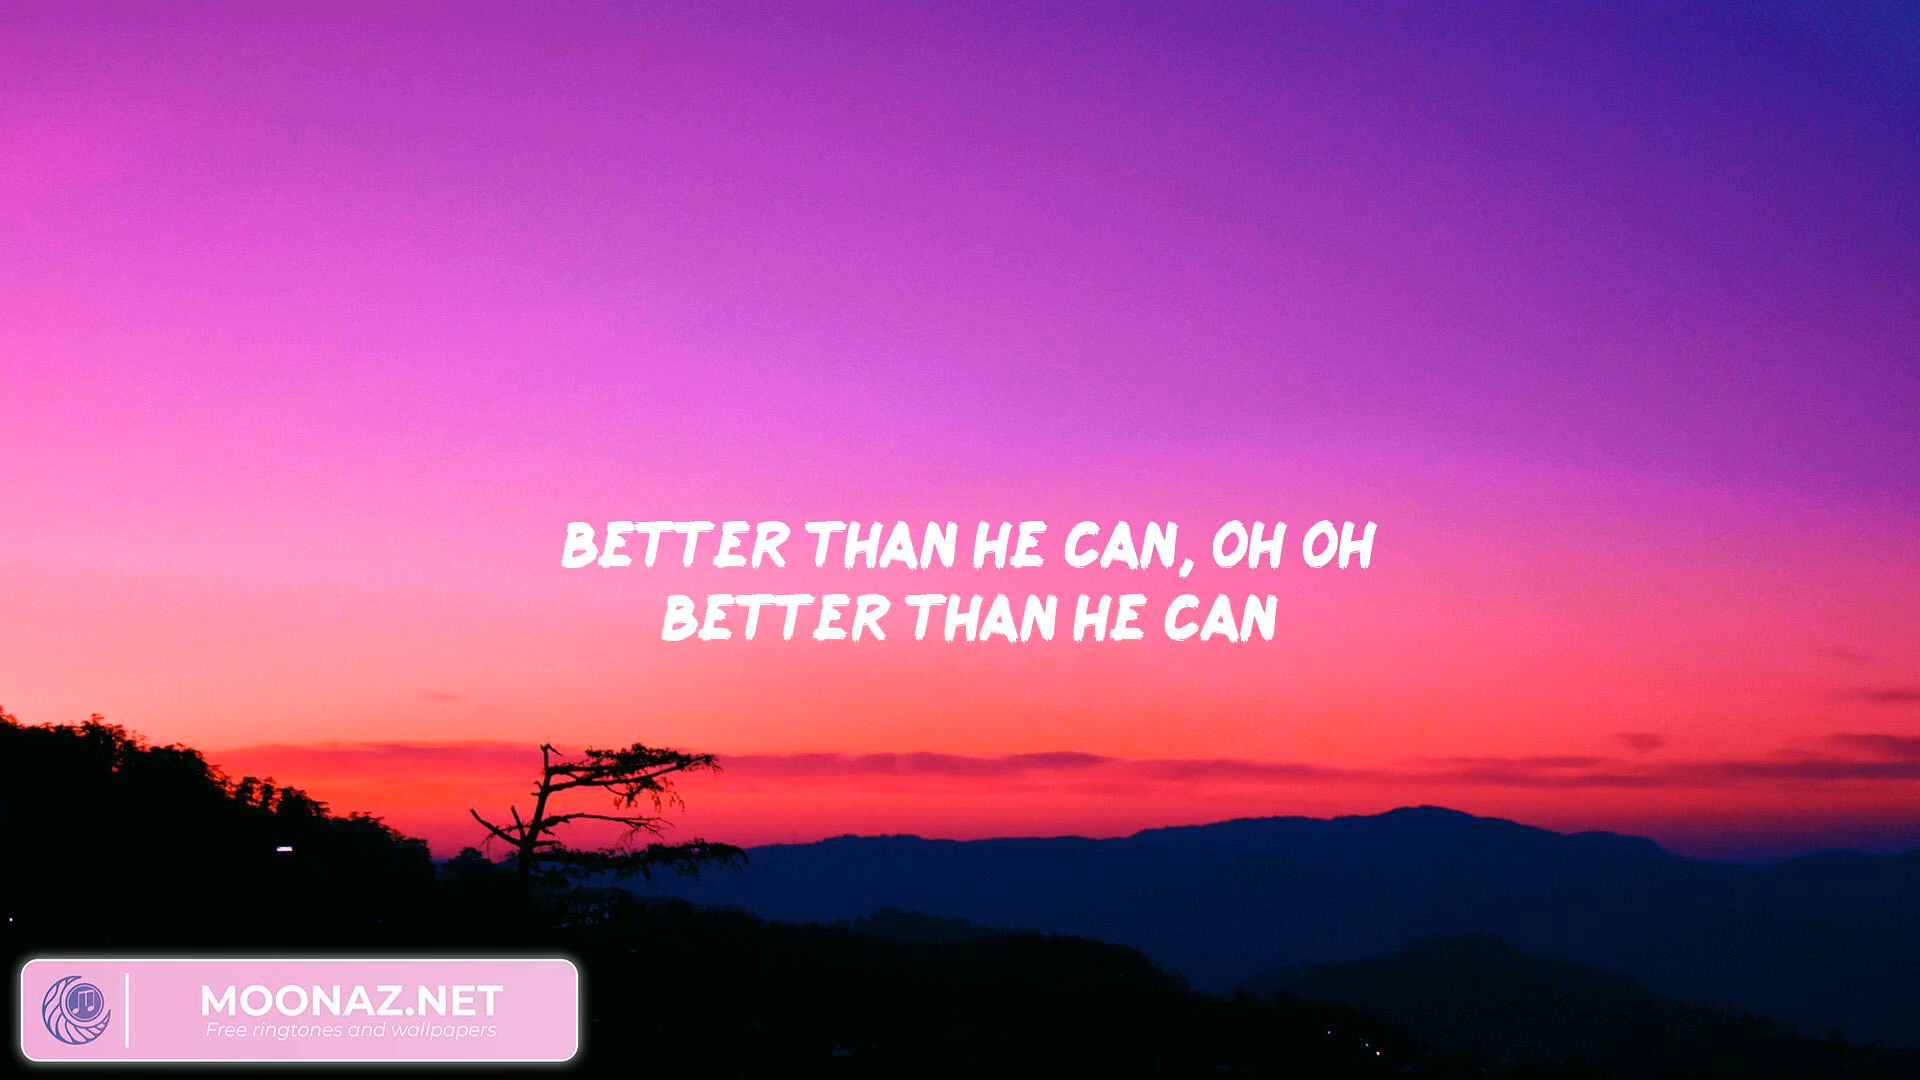 BETTER THAN HE CAN, OH OH
BETTER THAN HE CAN
MOONAZ.NET
Free ringtones and wallpapers